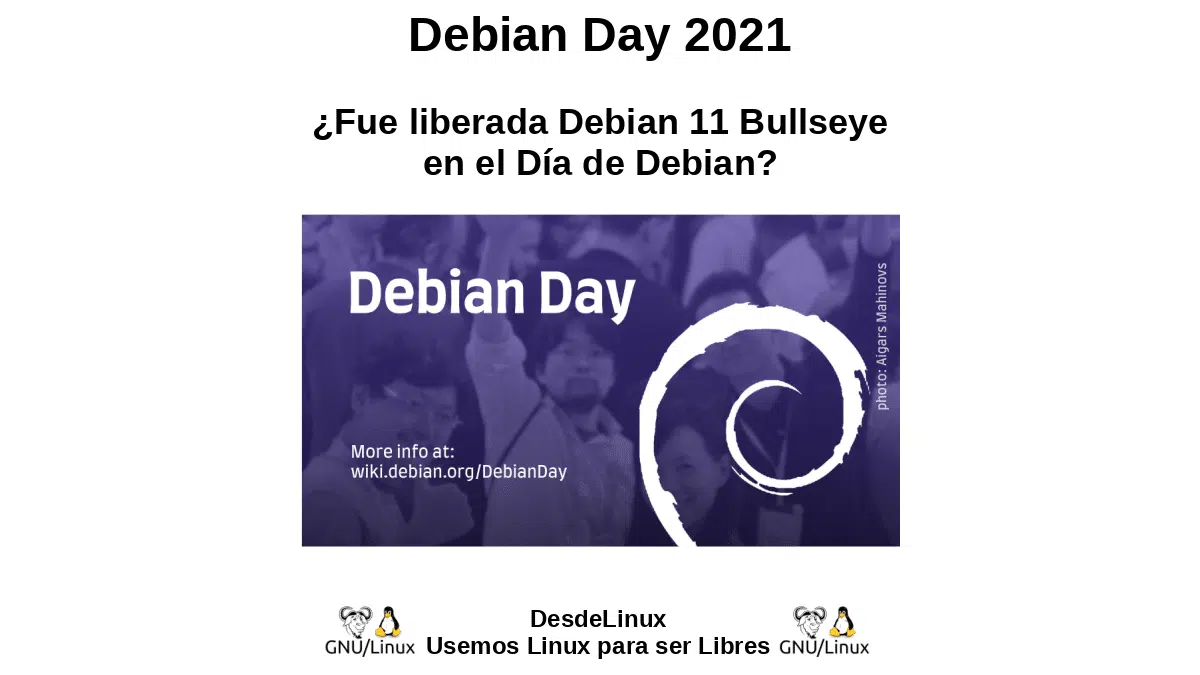 Debian Day 2021
¿Fue liberada Debian 11 Bullseye
en el Día de Debian?
Debian Day
photo: Aigars Mahinovs
More info at:
wiki.debian.org/DebianDay
DesdeLinux
GNU/Linux Usemos Linux para ser Libres GNU/Linux